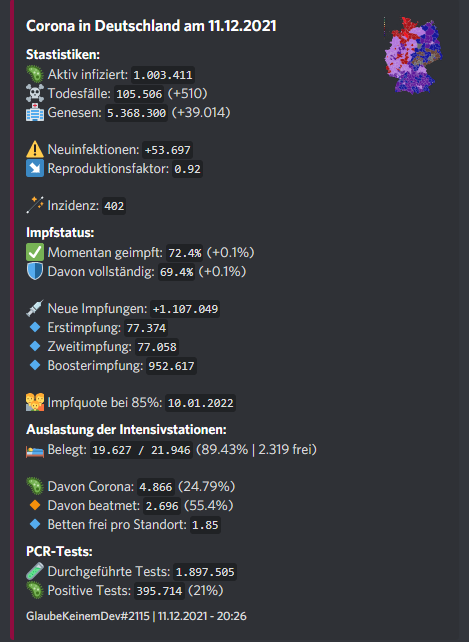 Corona in Deutschland am 11.12.2021
Stastistiken:
Aktiv infiziert: 1.003.411
Todesfälle: 105.506 (+510)
Genesen: 5.368.300 (+39.014)
Neuinfektionen: +53.697
Reproduktionsfaktor: 0.92
Inzidenz: 402
Impfstatus:
Momentan geimpft: 72.4% (+0.1%)
Davon vollständig: 69.4% (+0.1%)
Neue Impfungen: +1.107.049
Erstimpfung: 77.374
Zweitimpfung: 77.058
Boosterimpfung: 952.617
Impfquote bei 85%: 10.01.2022
Auslastung der Intensivstationen:
Belegt: 19.627 / 21.946 (89.43% | 2.319 frei)
Davon Corona: 4.866 (24.79%)
Davon beatmet: 2.696 (55.4%)
Betten frei pro Standort: 1.85
PCR-Tests:
Durchgeführte Tests: 1.897.505
Positive Tests: 395.714 (21%)
GlaubeKeinemDev#2115 | 11.12.2021 - 20:26